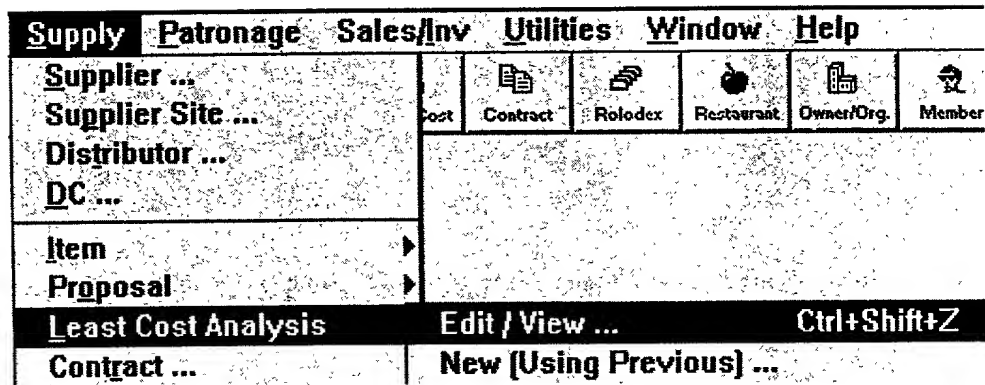 Supply Patronage Sales/Inv Utilities Window Help
Supplier ...
Supplier Site ...
Distributor ...
DC ...
Cost Contract Rolodex Restaurant Owner/Org. Member
Item
Proposal
Least Cost Analysis Edit / View ... Ctrl+Shift+Z
Contract ... New (Using Previous) ...